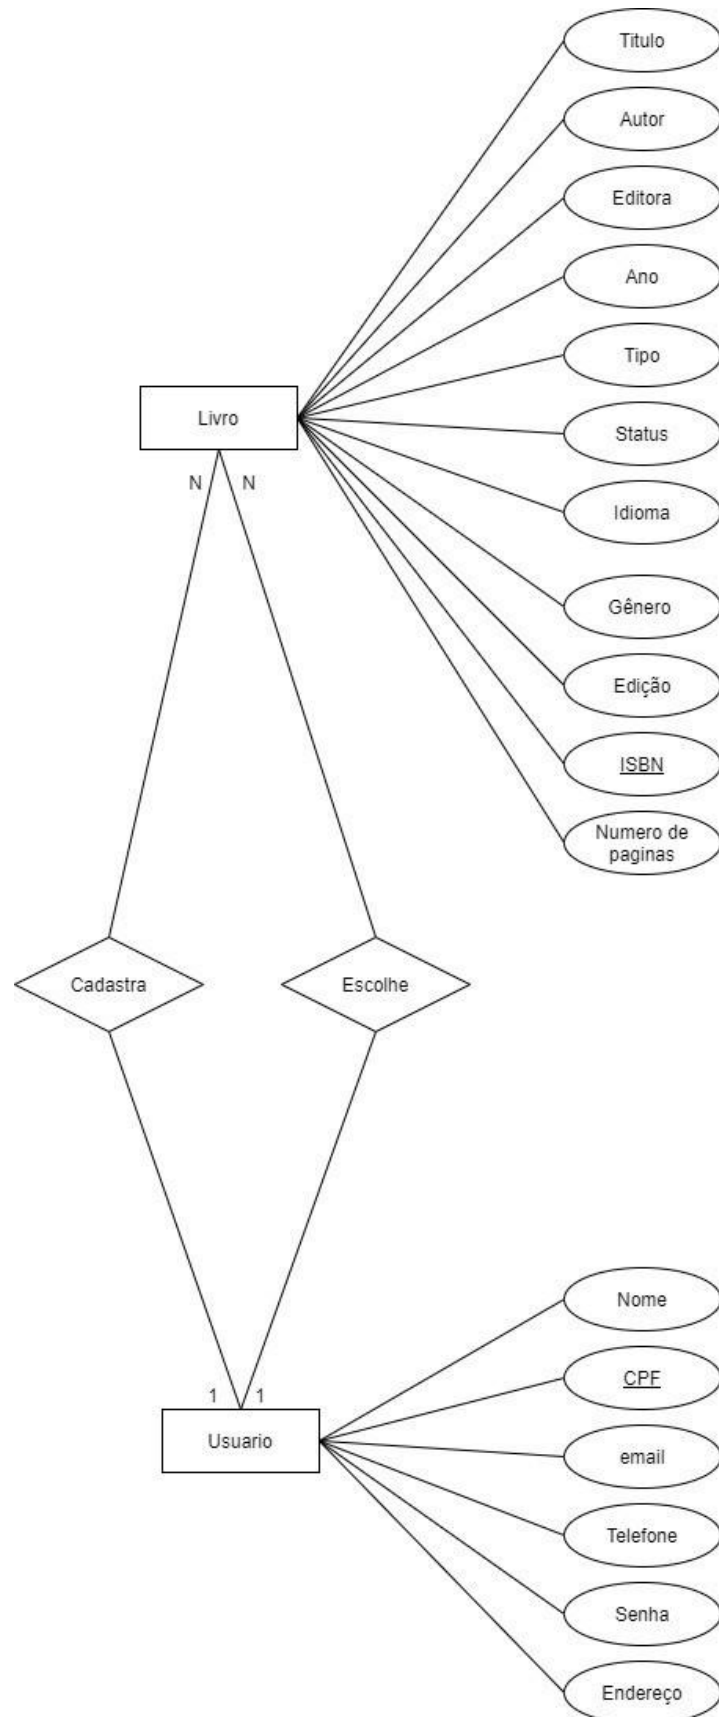 Titulo
Autor
Editora
Ano
Tipo
Livro
Status
N
N
Idioma
Gênero
Edição
ISBN
Numero de
paginas
Cadastra
Escolhe
Nome
CPF
1
1
Usuario
email
Telefone
Senha
Endereço